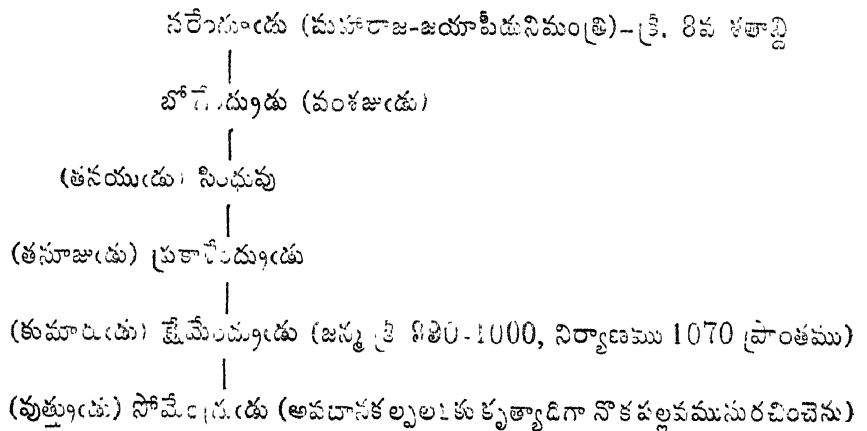 నరేంద్రుఁడు (మహారాజ-జయాపీడునిమంత్రి)–క్రీ. 8వ శతాబ్ది
భోగేంద్రుడు (వంశజుఁడు)
(తనయుఁడు) సింధువు
(తనూజుఁడు) ప్రకాశేంద్రుఁడు
(కుమారుఁడు) క్షేమేంద్రుఁడు (జన్మ క్రీ 990-1000, నిర్యాణము 1070 ప్రాంతము)
(పుత్త్రుఁడు) సోమేంద్రుఁడు (అవదానకల్పలతకు కృత్యాదిగా నొకపల్లవమును రచించెను)